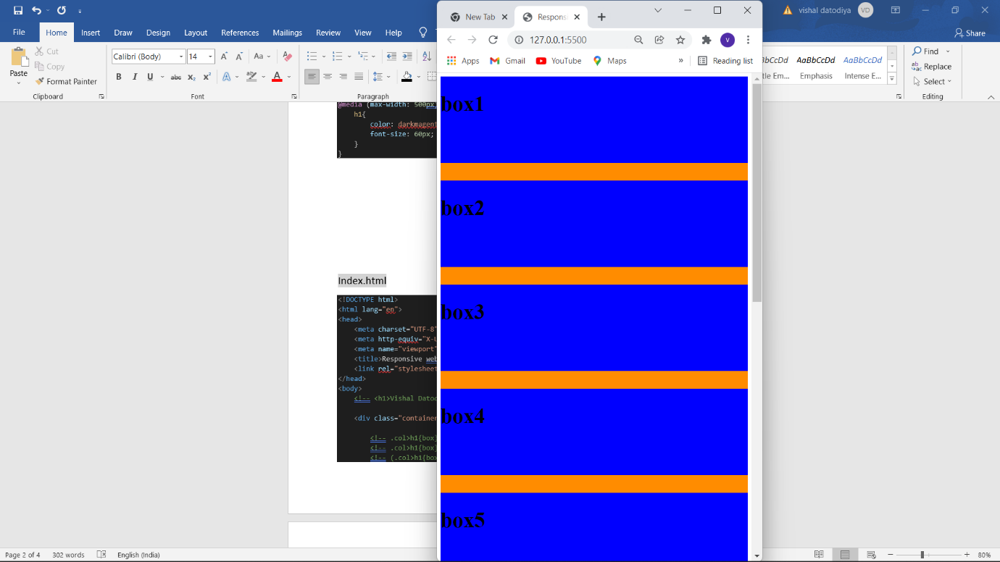 vishal datodiya VD
File Home Insert Draw Design Layout References Mailings Review View Help
Share
Paste
Cut
Copy
Format Painter
Clipboard
Calibri (Body) 14
Aa
B I U abc x₂ x² A A
Font
Paragraph
AaBbCcDd AaBbCcDd
Emphasis Intense E...
Find
Replace
Select
Editing
New Tab
Respons
127.0.0.1:5500
V
Apps Gmail YouTube Maps » Reading list
box1
box2
box3
box4
box5
@media (max-width: 500px)
h1{
color:
font-size: 60px;
}
}
Index.html
<!DOCTYPE html>
<html lang="en">
<head>
<meta charset="UTF-8"
<meta http-equiv="X-U
<meta name="viewport"
<title>Responsive web
<link rel="stylesheet
</head>
<body>
<!-- <h1>Vishal Datod
<div class="container
<!-- .col>h1{box}
<!-- .col>h1{box}
<!-- (.col>h1{box
Page 2 of 4 302 words English (India)
80%